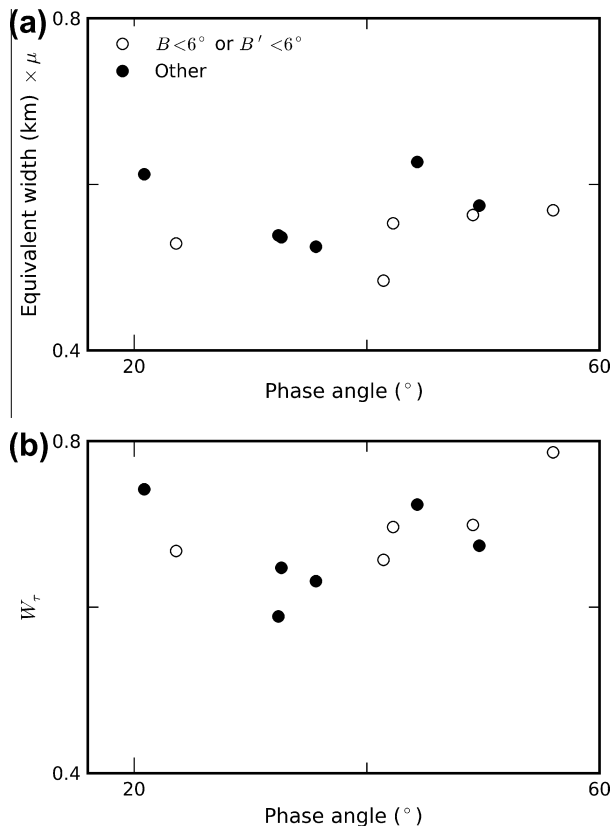 (a)
0.8
B<6° or B′<6°
Other
Equivalent width (km) × μ
0.4
20
60
Phase angle (°)
(b)
0.8
W_τ
0.4
20
60
Phase angle (°)